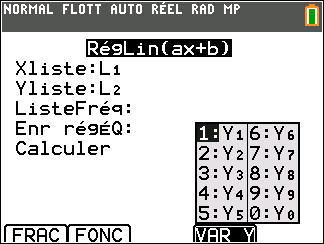 NORMAL FLOTT AUTO RÉEL RAD MP
RégLin(ax+b)
Xliste:L₁
Yliste:L₂
ListeFréq:
Enr régÉQ:
Calculer
1:Y₁ 6:Y₆
2:Y₂ 7:Y₇
3:Y₃ 8:Y₈
4:Y₄ 9:Y₉
5:Y₅ 0:Y₀
FRAC FONC VAR Y